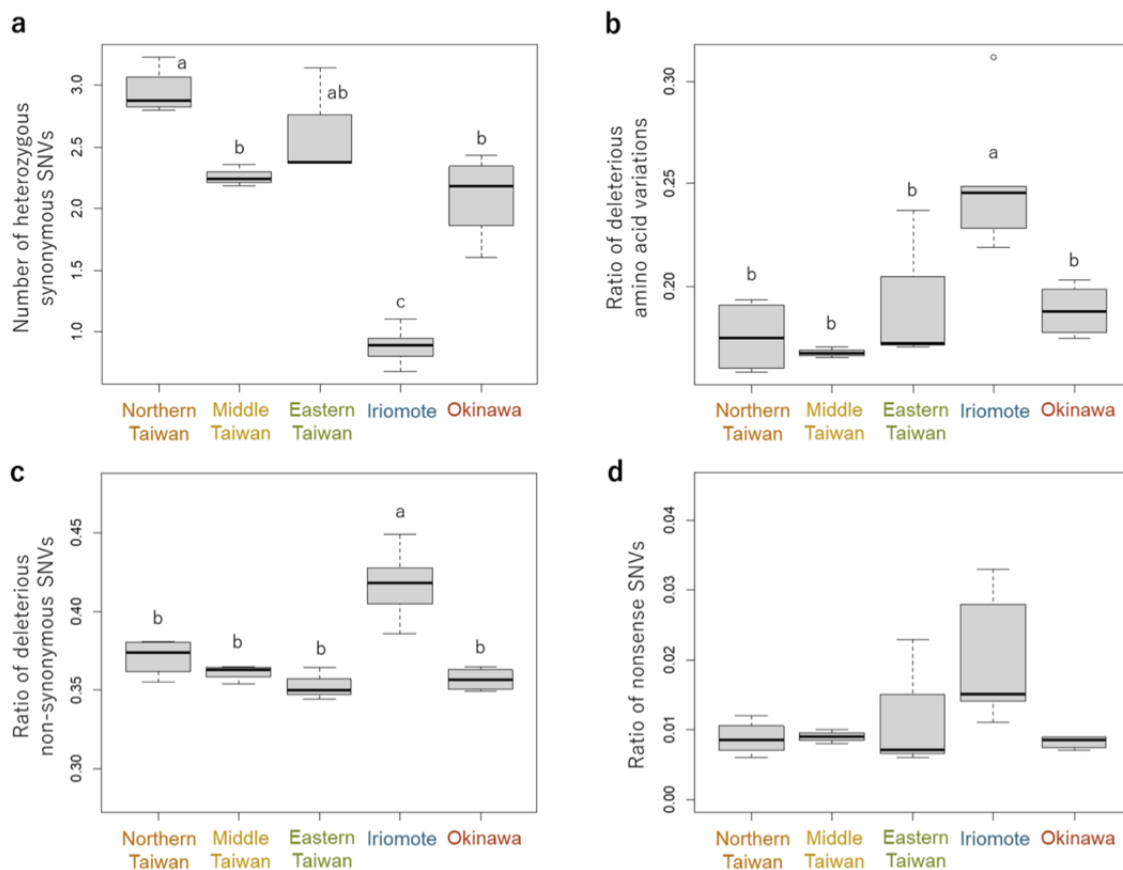 a
Number of heterozygous
synonymous SNVs
3.0
2.5
2.0
1.5
1.0
a
b
ab
c
b
Northern
Taiwan
Middle
Taiwan
Eastern
Taiwan
Iriomote
Okinawa
b
Ratio of deleterious
amino acid variations
0.30
0.25
0.20
b
b
b
a
b
Northern
Taiwan
Middle
Taiwan
Eastern
Taiwan
Iriomote
Okinawa
c
Ratio of deleterious
non-synonymous SNVs
0.45
0.40
0.35
0.30
b
b
b
a
b
Northern
Taiwan
Middle
Taiwan
Eastern
Taiwan
Iriomote
Okinawa
d
Ratio of nonsense SNVs
0.04
0.03
0.02
0.01
0.00
Northern
Taiwan
Middle
Taiwan
Eastern
Taiwan
Iriomote
Okinawa